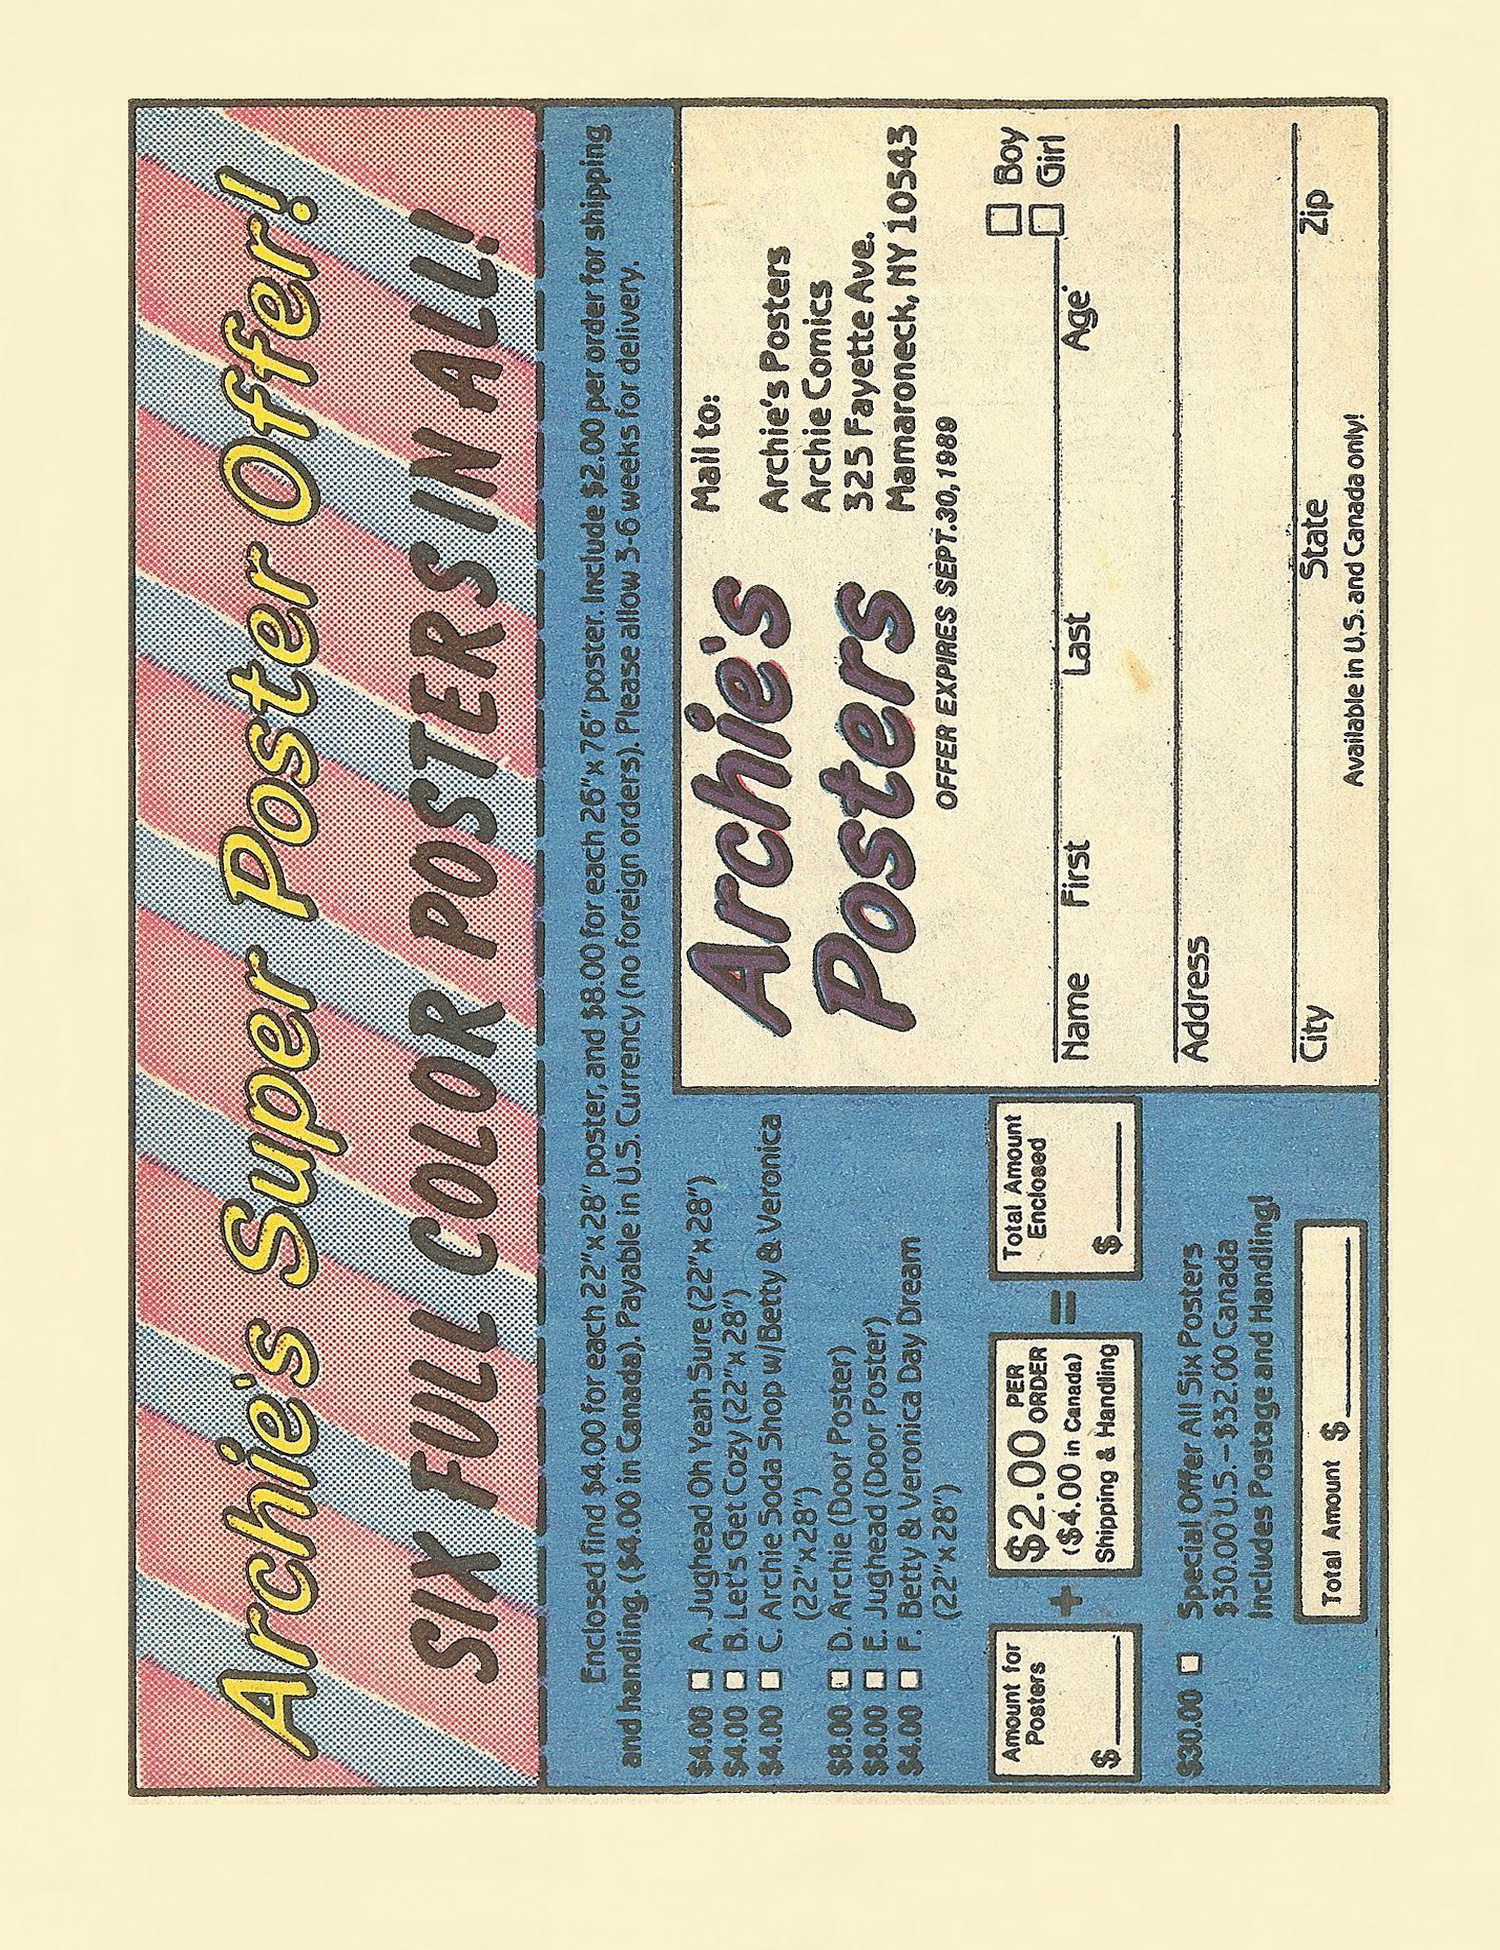 Archie's Super Poster Offer!
SIX FULL COLOR POSTERS IN ALL!
Enclosed find $4.00 for each 22"x 28" poster, and $8.00 for each 26"x 76" poster. Include $2.00 per order for shipping
and handling. ($4.00 in Canada). Payable in U.S. Currency (no foreign orders). Please allow 3-6 weeks for delivery.
$4.00 A. Jughead Oh Yeah Sure (22"x 28")
$4.00 B. Let's Get Cozy (22"x 28")
$4.00 C. Archie Soda Shop w/Betty & Veronica
(22"x28")
$8.00 D. Archie (Door Poster)
$8.00 E. Jughead (Door Poster)
$4.00 F. Betty & Veronica Day Dream
(22"x 28")
Amount for
Posters
$
+
$2.00 PER
ORDER
($4.00 in Canada)
Shipping & Handling
=
Total Amount
Enclosed
$
$30.00 Special Offer All Six Posters
$30.00 U.S.-$32.00 Canada
Includes Postage and Handling!
Total Amount $
Archie's
Posters
Mail to:
Archie's Posters
Archie Comics
325 Fayette Ave.
Mamaroneck, NY 10543
OFFER EXPIRES SEPT.30,1989
Boy
Girl
Name First Last Age
Address
City State Zip
Available in U.S. and Canada only!